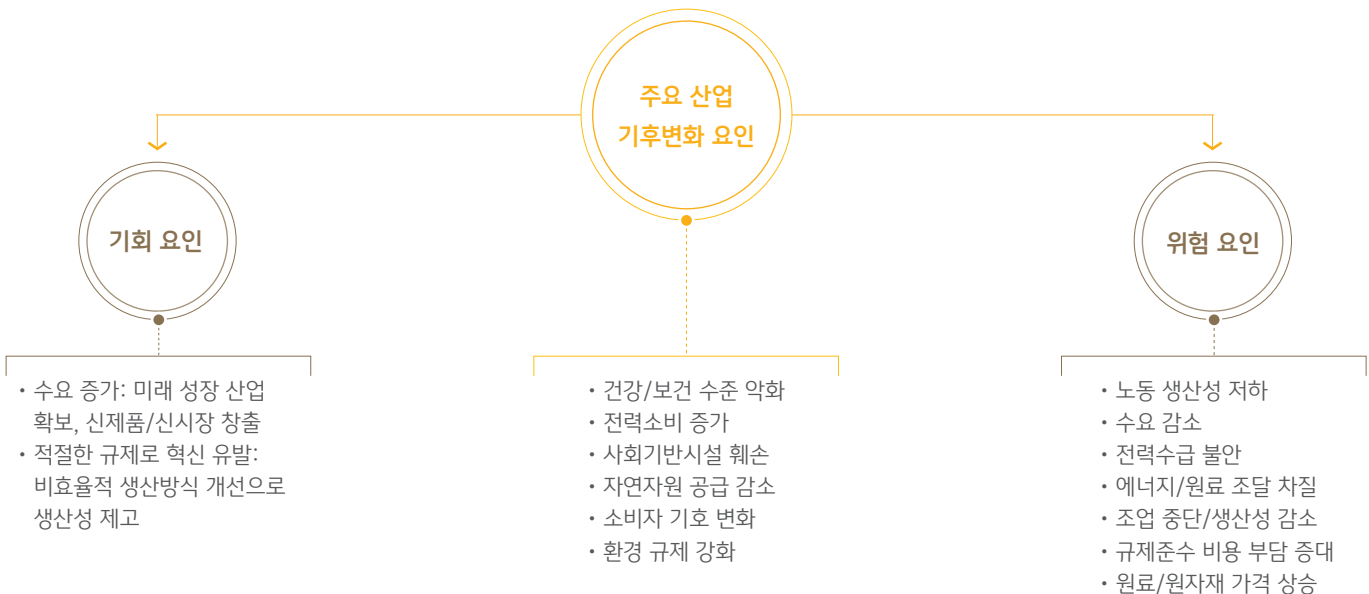 주요 산업
기후변화 요인
기회 요인
위험 요인
• 수요 증가: 미래 성장 산업
확보, 신제품/신시장 창출
• 적절한 규제로 혁신 유발:
비효율적 생산방식 개선으로
생산성 제고
• 건강/보건 수준 악화
• 전력소비 증가
• 사회기반시설 훼손
• 자연자원 공급 감소
• 소비자 기호 변화
• 환경 규제 강화
• 노동 생산성 저하
• 수요 감소
• 전력수급 불안
• 에너지/원료 조달 차질
• 조업 중단/생산성 감소
• 규제준수 비용 부담 증대
• 원료/원자재 가격 상승